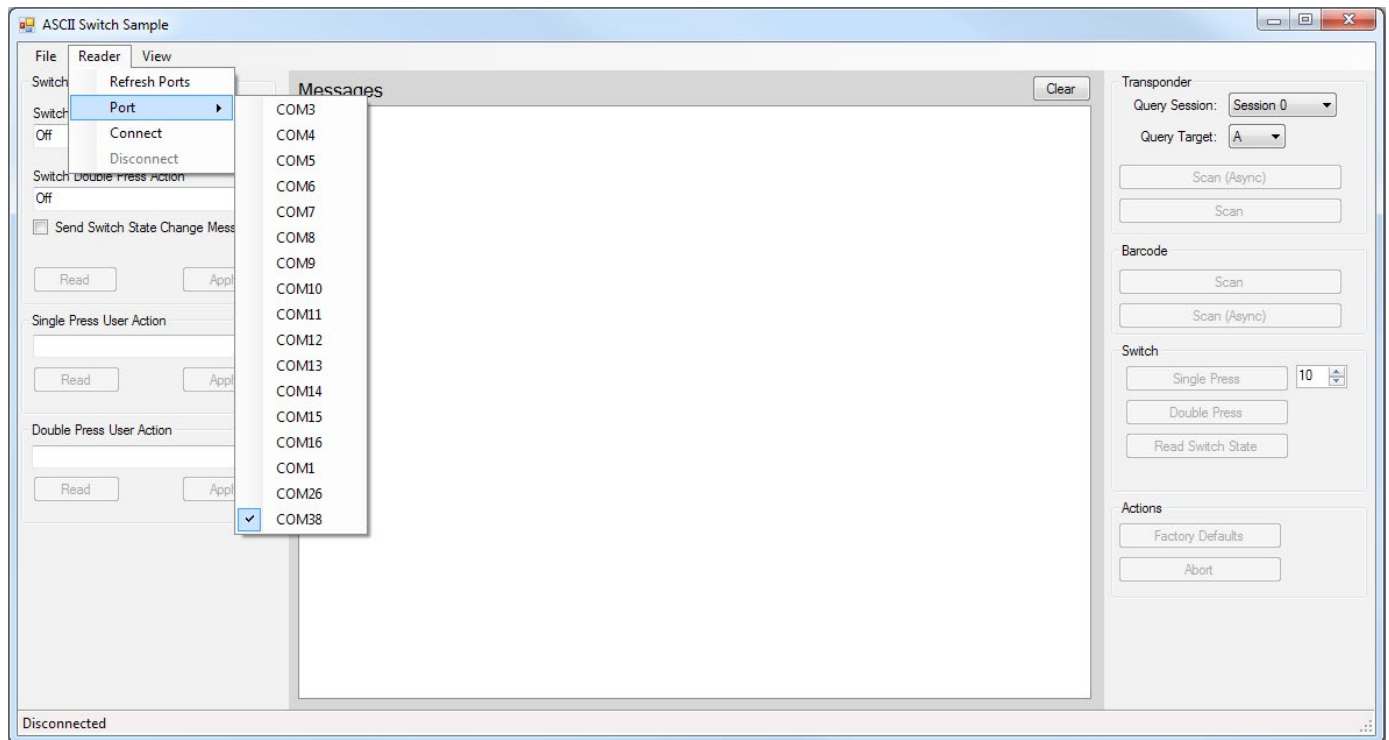 ASCII Switch Sample
File Reader View
Refresh Ports
Port
Connect
Disconnect
COM3
COM4
COM5
COM6
COM7
COM8
COM9
COM10
COM11
COM12
COM13
COM14
COM15
COM16
COM1
COM26
COM38
Switch
Switch
Off
Switch Double Press Action
Off
Send Switch State Change Mess
Read Appl
Single Press User Action
Read Appl
Double Press User Action
Read Appl
Messages
Clear
Transponder
Query Session: Session 0
Query Target: A
Scan (Async)
Scan
Barcode
Scan
Scan (Async)
Switch
Single Press 10
Double Press
Read Switch State
Actions
Factory Defaults
Abort
Disconnected